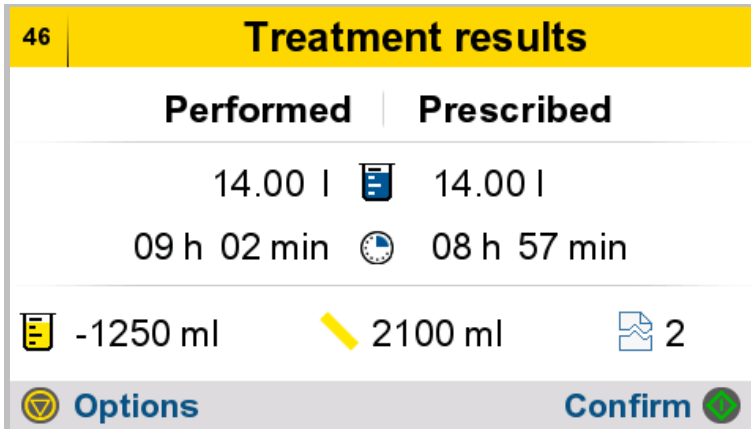 46 Treatment results
Performed Prescribed
14.00 l 14.00 l
09 h 02 min 08 h 57 min
-1250 ml 2100 ml 2
Options Confirm